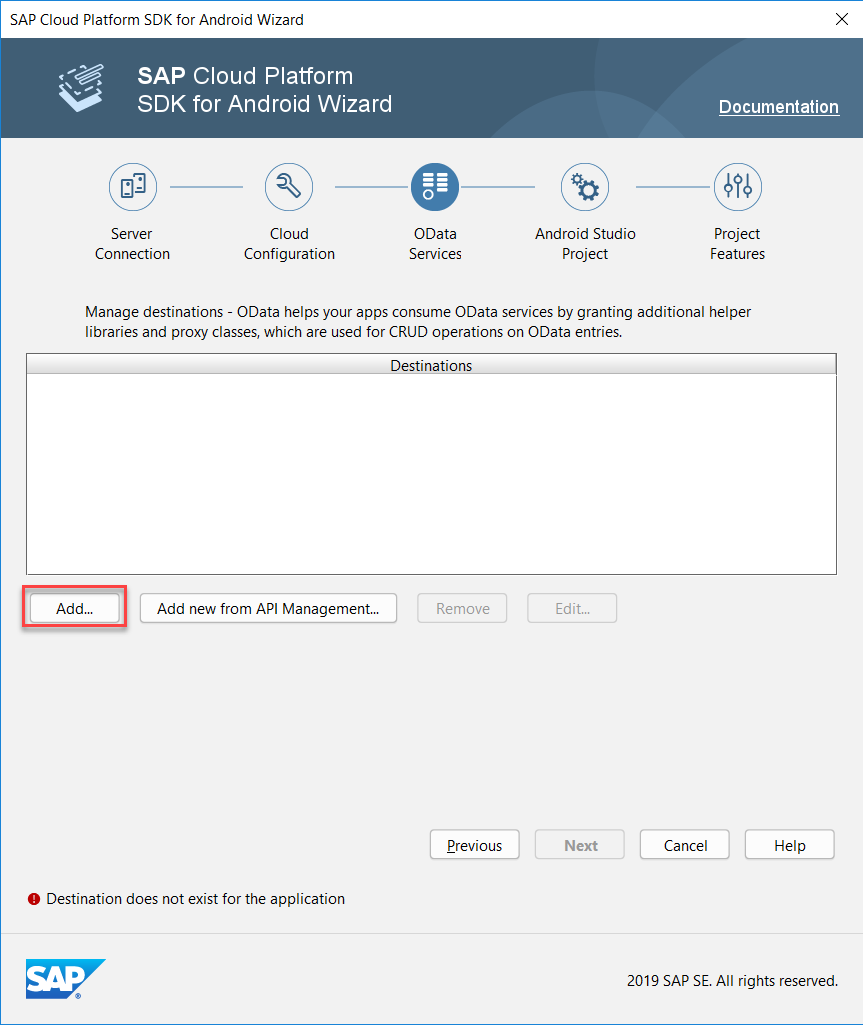 SAP Cloud Platform SDK for Android Wizard
SAP Cloud Platform
SDK for Android Wizard
Documentation
Server
Connection
Cloud
Configuration
OData
Services
Android Studio
Project
Project
Features
Manage destinations - OData helps your apps consume OData services by granting additional helper
libraries and proxy classes, which are used for CRUD operations on OData entries.
Destinations
Add...
Add new from API Management...
Remove
Edit...
Previous
Next
Cancel
Help
Destination does not exist for the application
SAP
2019 SAP SE. All rights reserved.